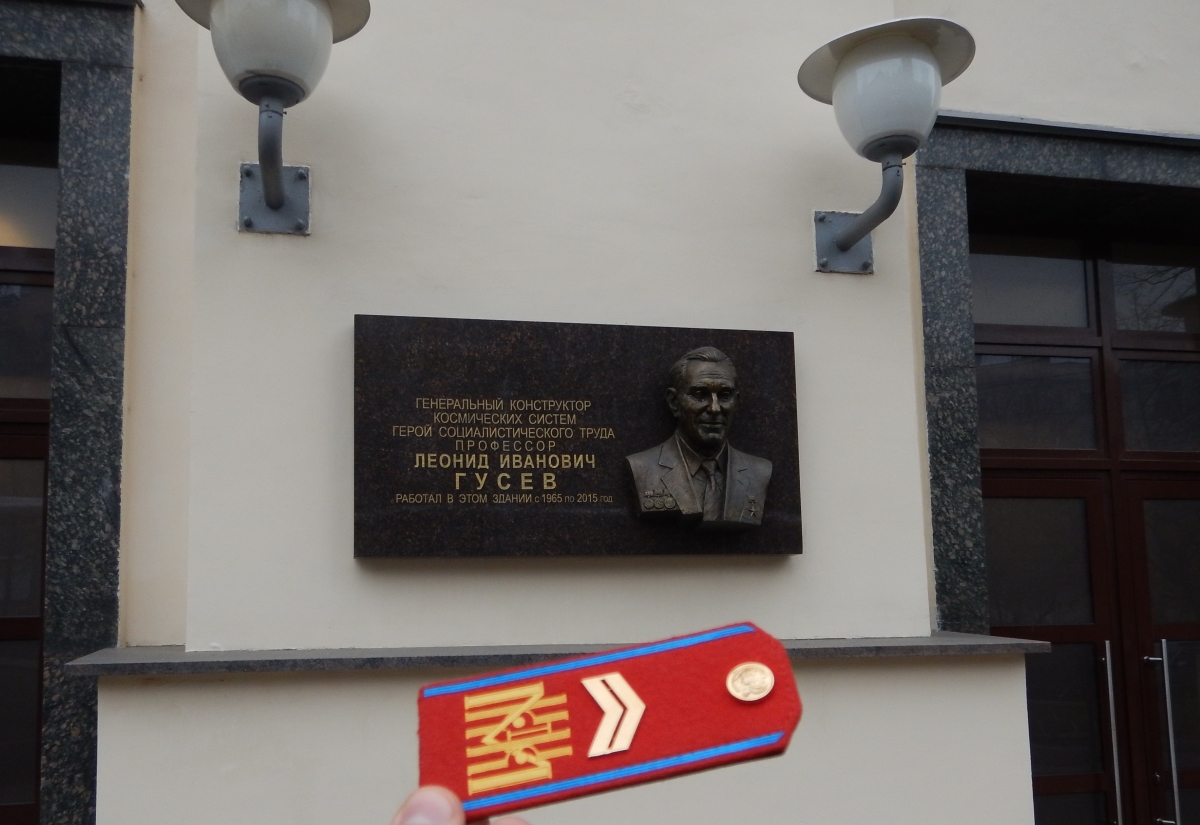 ГЕНЕРАЛЬНЫЙ КОНСТРУКТОР
КОСМИЧЕСКИХ СИСТЕМ
ГЕРОЙ СОЦИАЛИСТИЧЕСКОГО ТРУДА
ПРОФЕССОР
ЛЕОНИД ИВАНОВИЧ
ГУСЕВ
РАБОТАЛ В ЭТОМ ЗДАНИИ с 1965 по 2015 год